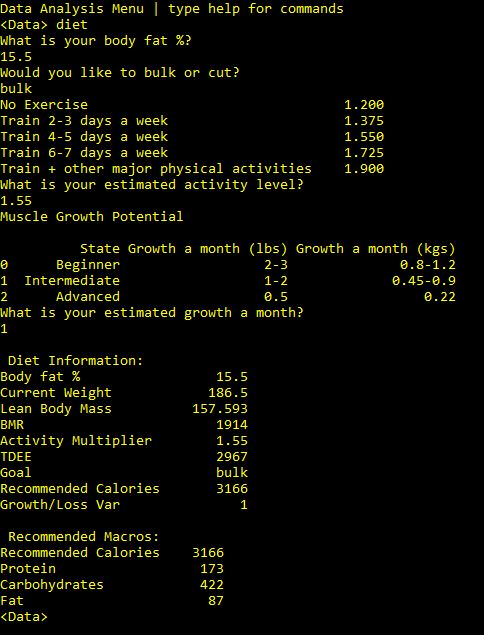 Data Analysis Menu | type help for commands
<Data> diet
What is your body fat %?
15.5
Would you like to bulk or cut?
bulk
No Exercise 1.200
Train 2-3 days a week 1.375
Train 4-5 days a week 1.550
Train 6-7 days a week 1.725
Train + other major physical activities 1.900
What is your estimated activity level?
1.55
Muscle Growth Potential
State Growth a month (lbs) Growth a month (kgs)
0 Beginner 2-3 0.8-1.2
1 Intermediate 1-2 0.45-0.9
2 Advanced 0.5 0.22
What is your estimated growth a month?
1
Diet Information:
Body fat % 15.5
Current Weight 186.5
Lean Body Mass 157.593
BMR 1914
Activity Multiplier 1.55
TDEE 2967
Goal bulk
Recommended Calories 3166
Growth/Loss Var 1
Recommended Macros:
Recommended Calories 3166
Protein 173
Carbohydrates 422
Fat 87
<Data>